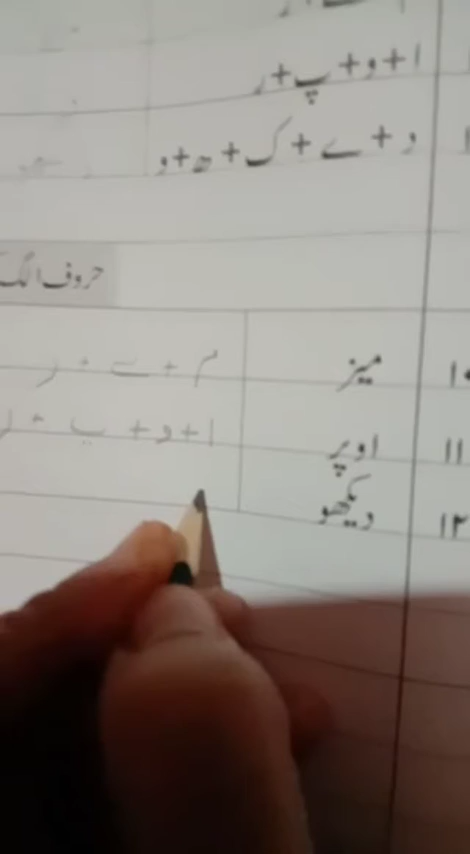 ا+و+پ+ر
د+ے+ک+ھ+و
حروف الگ
۱۰ میز م+ے+ز
۱۱ اوپر ا+و+پ+ر
۱۲ دیکھو